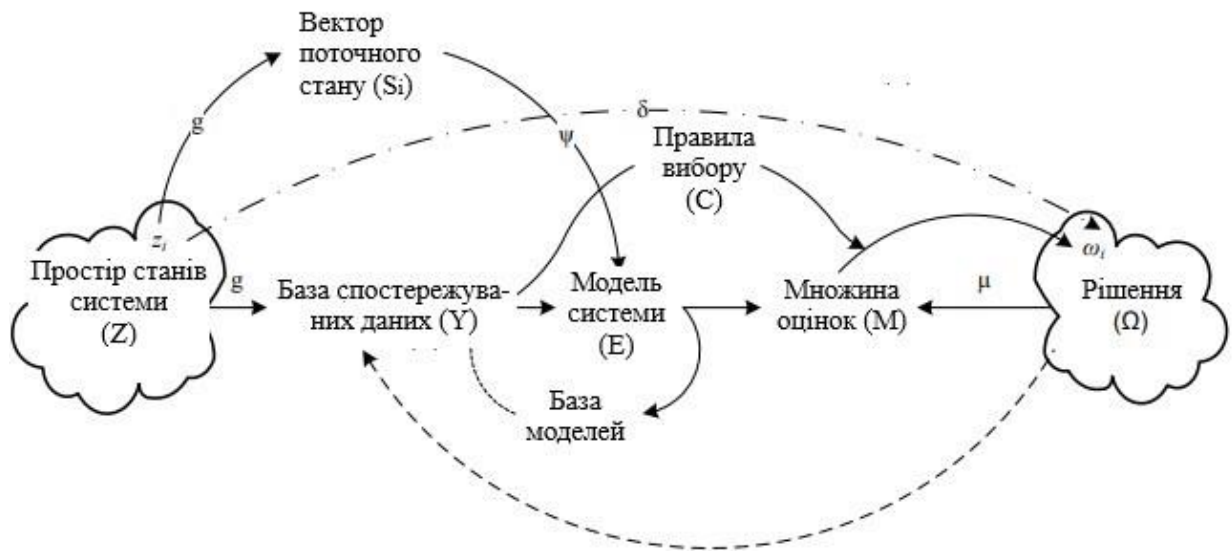 Вектор
поточного
стану (Si)
g
ψ
δ
Правила
вибору
(C)
zi
Простір станів
системи
(Z)
g
База спостережува-
них даних (Y)
Модель
системи
(E)
Множина
оцінок (M)
μ
ωi
Рішення
(Ω)
База
моделей